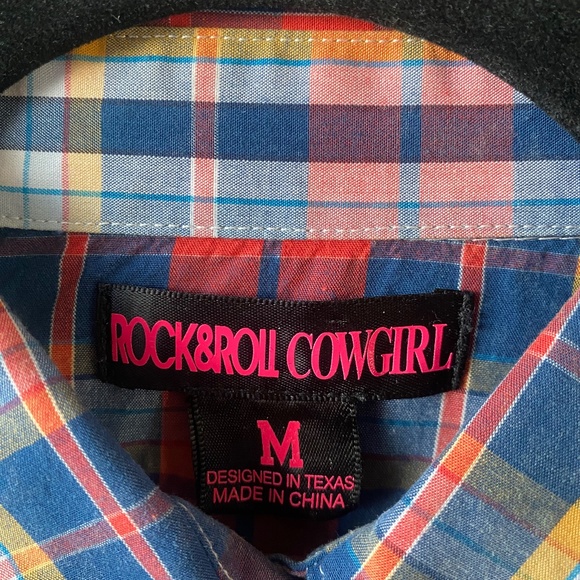 ROCK&ROLL COWGIRL
M
DESIGNED IN TEXAS
MADE IN CHINA